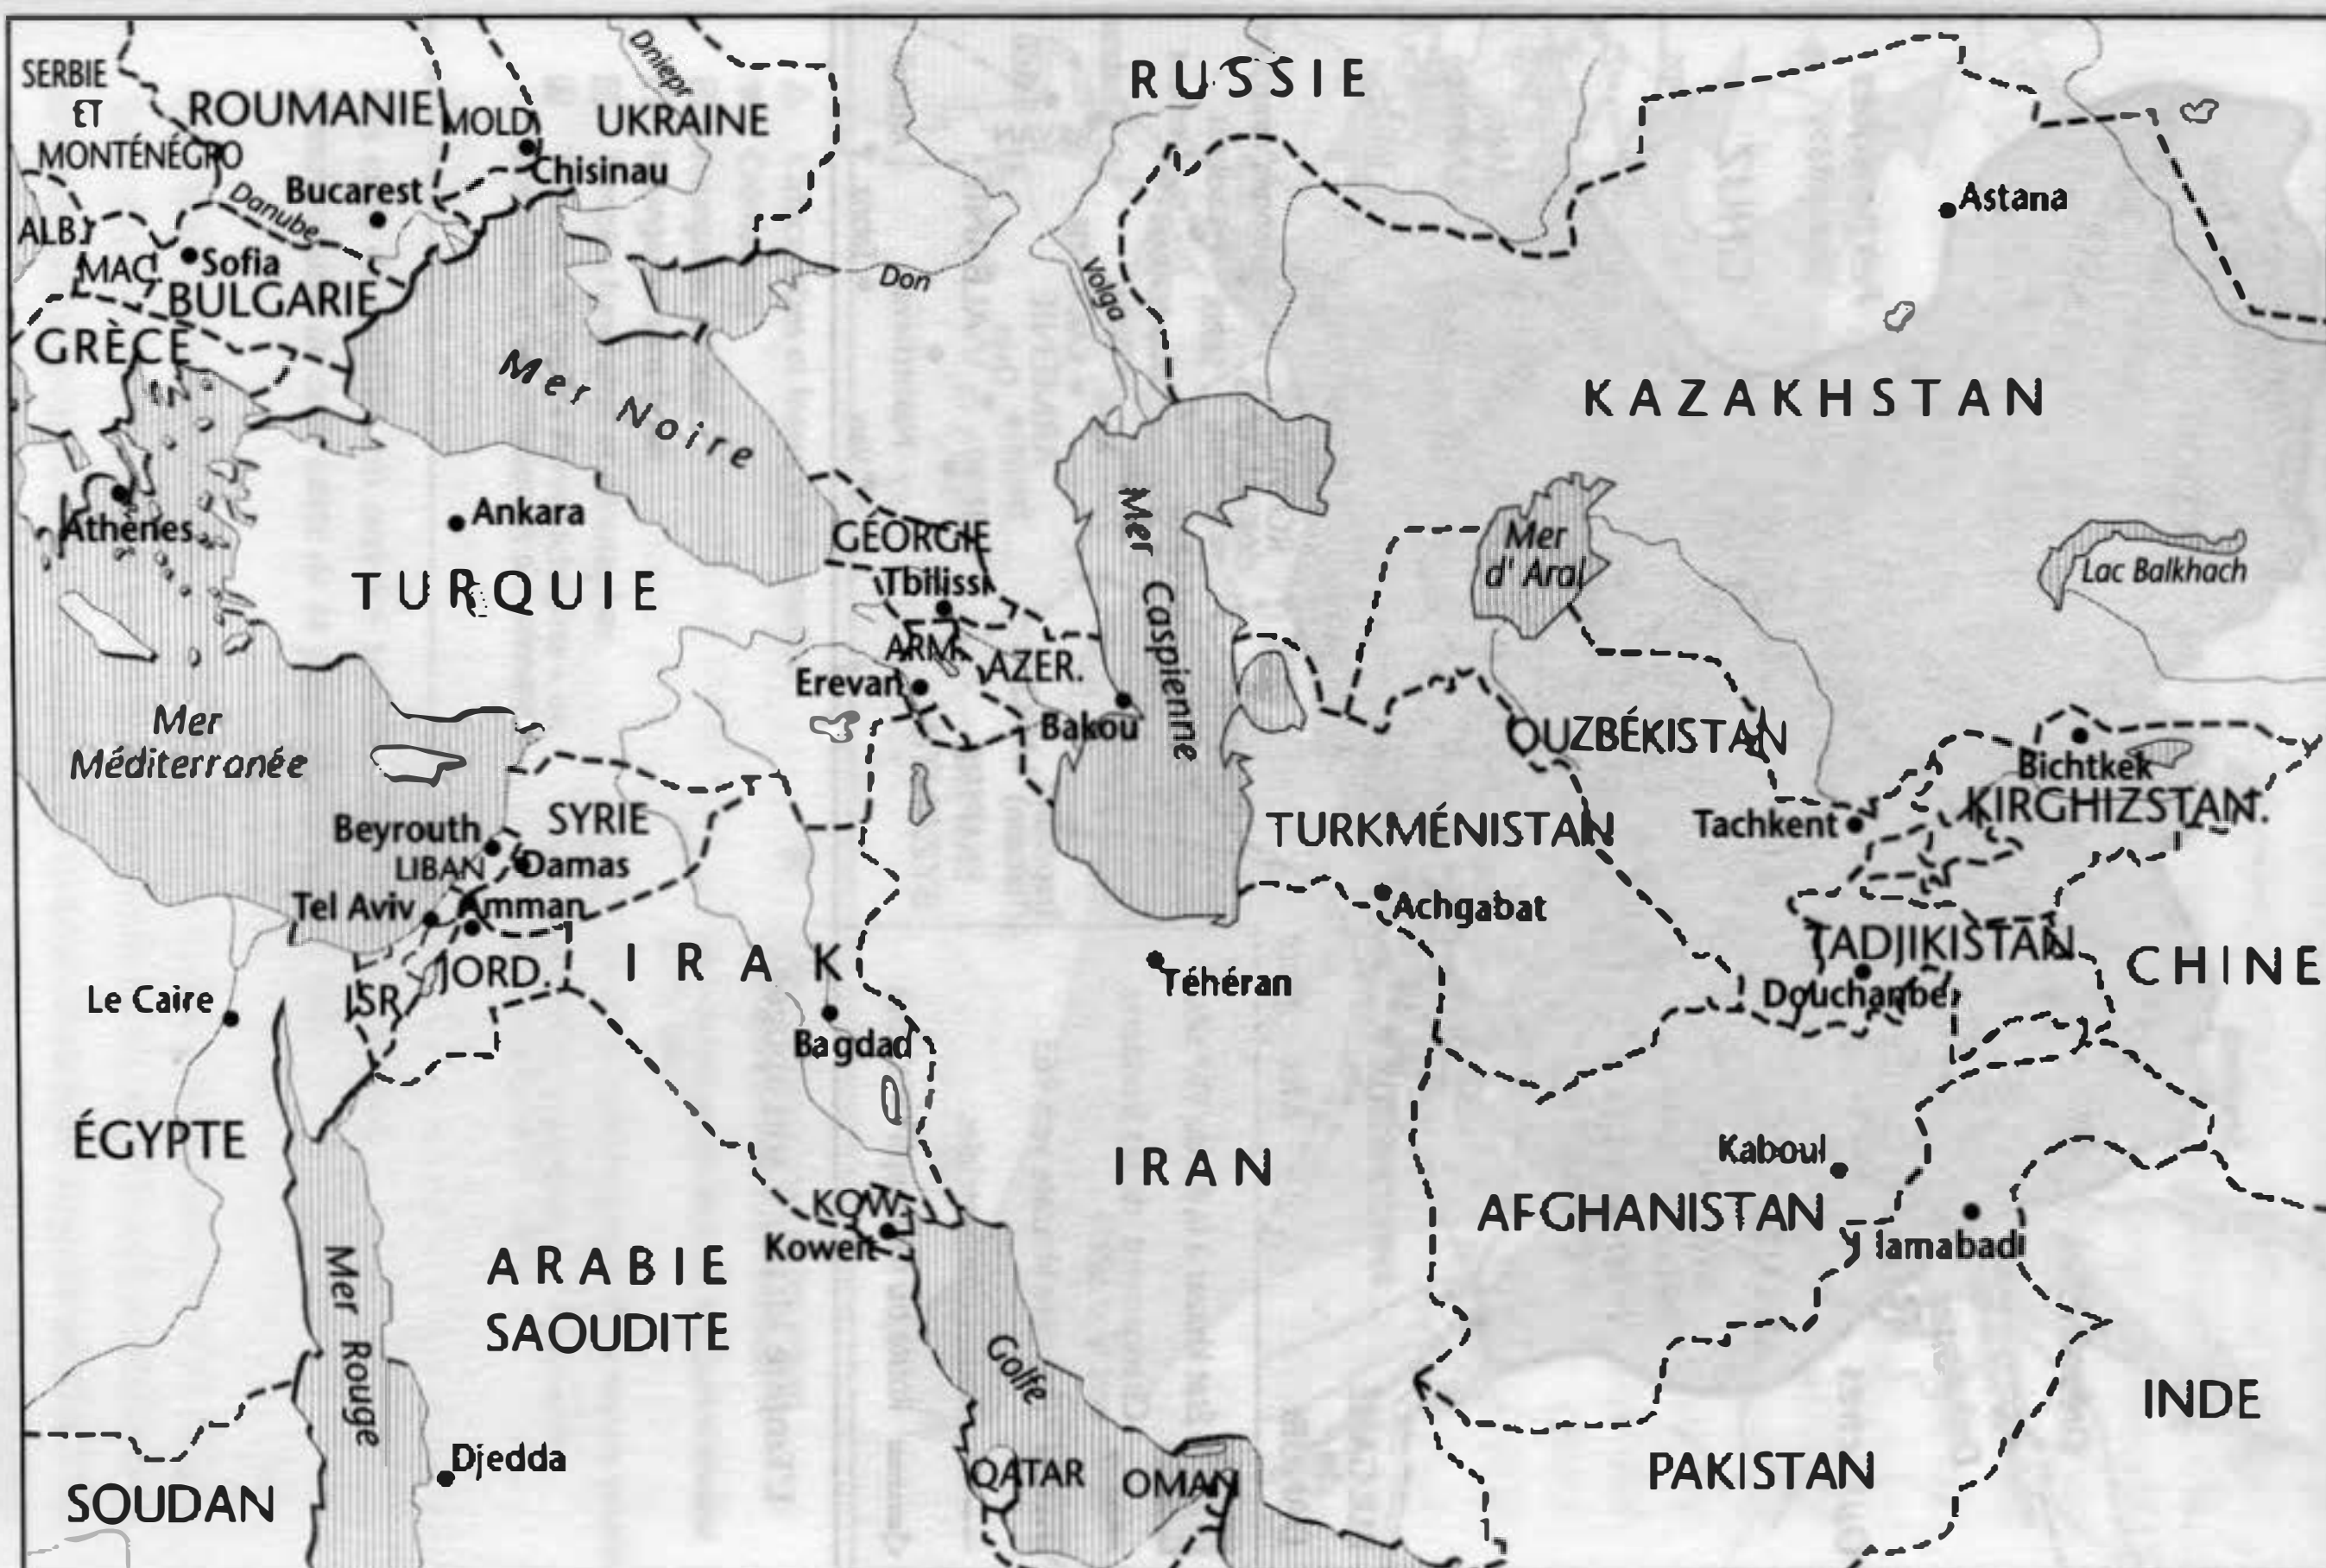 SERBIE
ET
MONTÉNÉGRO
ROUMANIE
MOLD
Dniepr
UKRAINE
RUSSIE
Chisinau
Bucarest
Danube
ALB
MAC
Sofia
BULGARIE
GRÈCE
Don
Volga
Astana
Mer Noire
KAZAKHSTAN
Athènes
Ankara
TURQUIE
GÉORGIE
Tbilissi
ARM.
AZER.
Erevan
Bakou
Mer Caspienne
Mer
d'Aral
Lac Balkhach
Mer
Méditerranée
OUZBÉKISTAN
Bichtkek
KIRGHIZSTAN.
Tachkent
TURKMÉNISTAN
SYRIE
Beyrouth
LIBAN
Damas
Tel Aviv
Amman
Achgabat
IRAK
JORD.
ISR
Le Caire
Téhéran
TADJIKISTAN
Douchanbe
CHINE
Bagdad
ÉGYPTE
IRAN
Kaboul
AFGHANISTAN
lamabad
KOW.
Koweit
ARABIE
SAOUDITE
Mer Rouge
Golfe
INDE
Djedda
QATAR
OMAN
PAKISTAN
SOUDAN